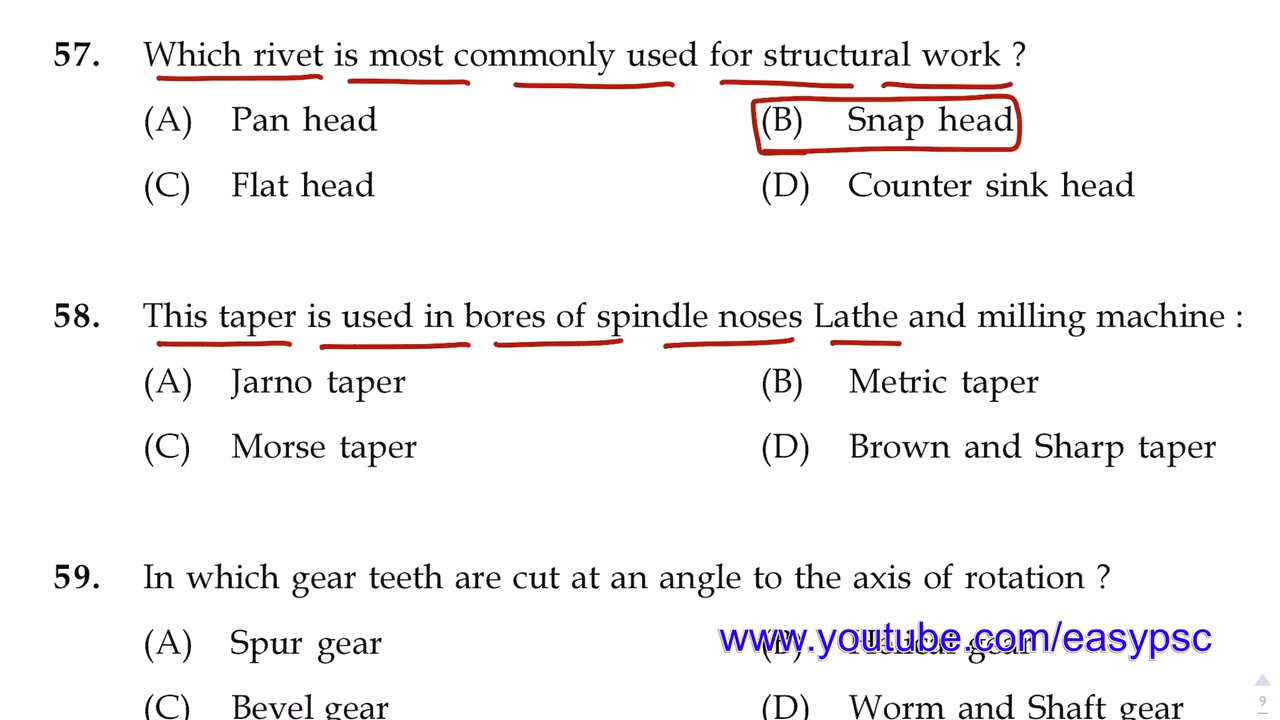 57. Which rivet is most commonly used for structural work ?
(A) Pan head (B) Snap head
(C) Flat head (D) Counter sink head
58. This taper is used in bores of spindle noses Lathe and milling machine :
(A) Jarno taper (B) Metric taper
(C) Morse taper (D) Brown and Sharp taper
59. In which gear teeth are cut at an angle to the axis of rotation ?
(A) Spur gear (B) Helical gear
www.youtube.com/easypsc
(C) Bevel gear (D) Worm and Shaft gear
9